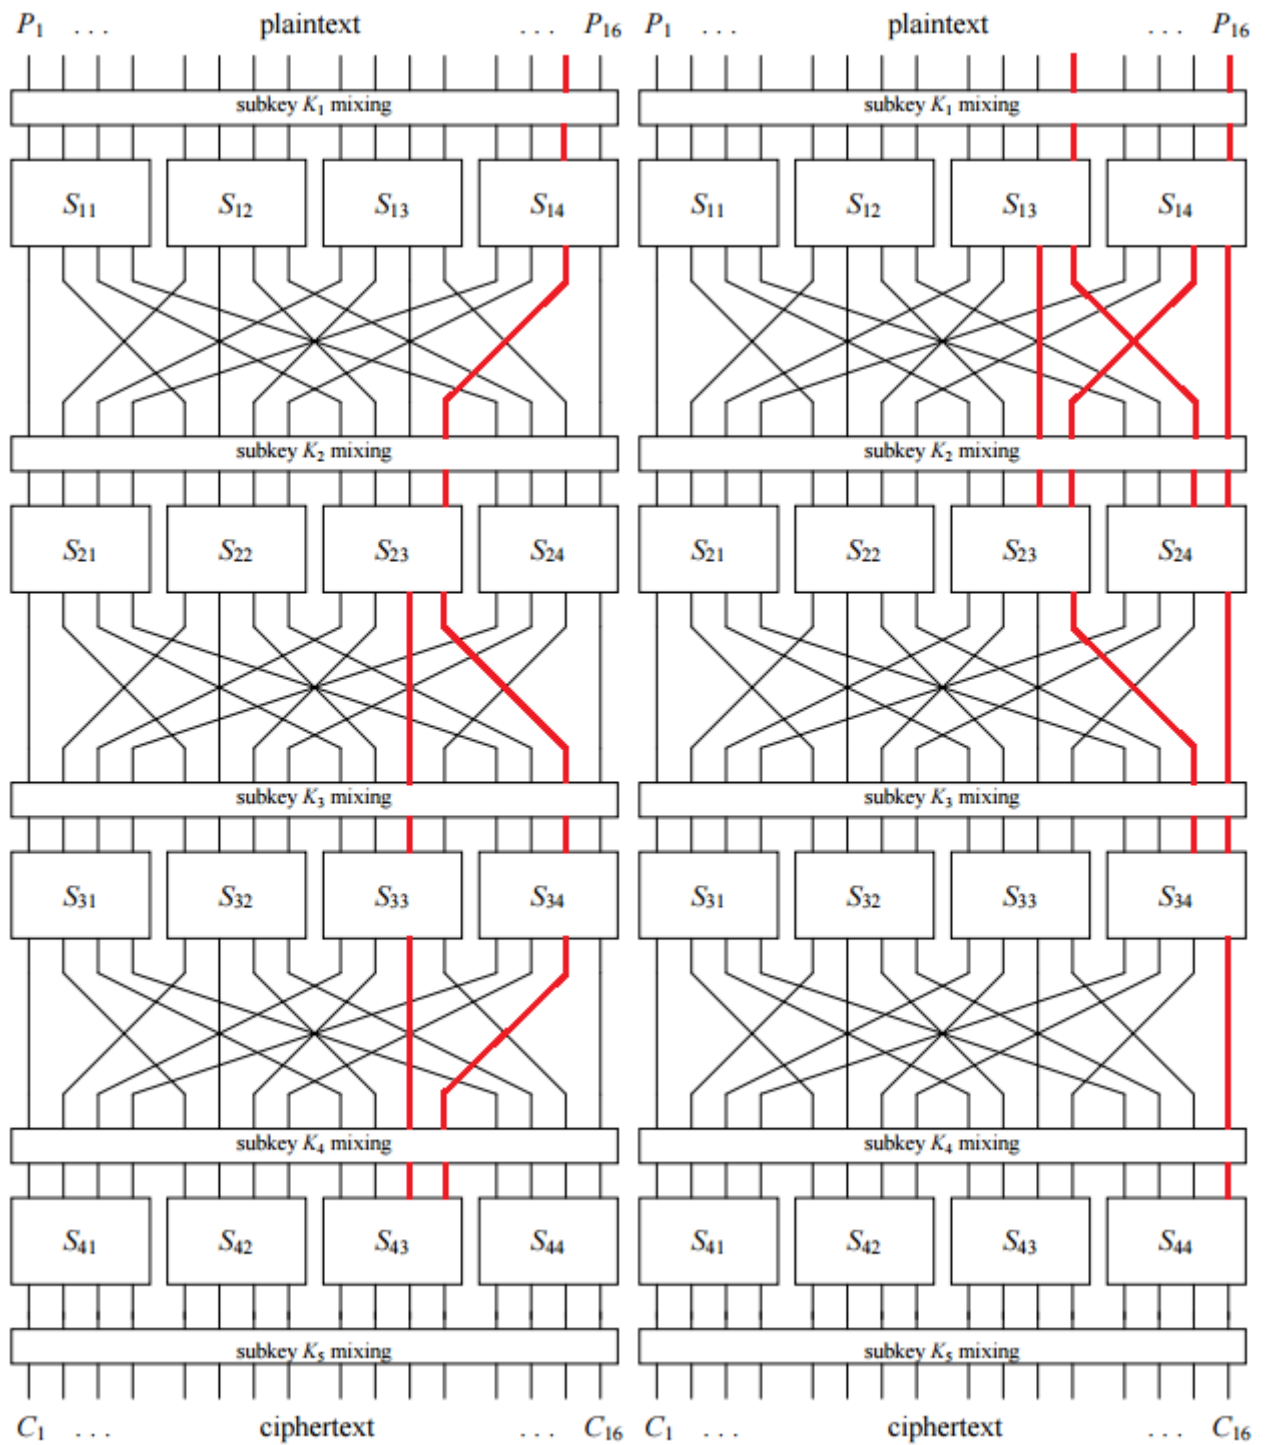 P₁ ... plaintext ... P₁₆
subkey K₁ mixing
S₁₁ S₁₂ S₁₃ S₁₄
subkey K₂ mixing
S₂₁ S₂₂ S₂₃ S₂₄
subkey K₃ mixing
S₃₁ S₃₂ S₃₃ S₃₄
subkey K₄ mixing
S₄₁ S₄₂ S₄₃ S₄₄
subkey K₅ mixing
C₁ ... ciphertext ... C₁₆
P₁ ... plaintext ... P₁₆
subkey K₁ mixing
S₁₁ S₁₂ S₁₃ S₁₄
subkey K₂ mixing
S₂₁ S₂₂ S₂₃ S₂₄
subkey K₃ mixing
S₃₁ S₃₂ S₃₃ S₃₄
subkey K₄ mixing
S₄₁ S₄₂ S₄₃ S₄₄
subkey K₅ mixing
C₁ ... ciphertext ... C₁₆